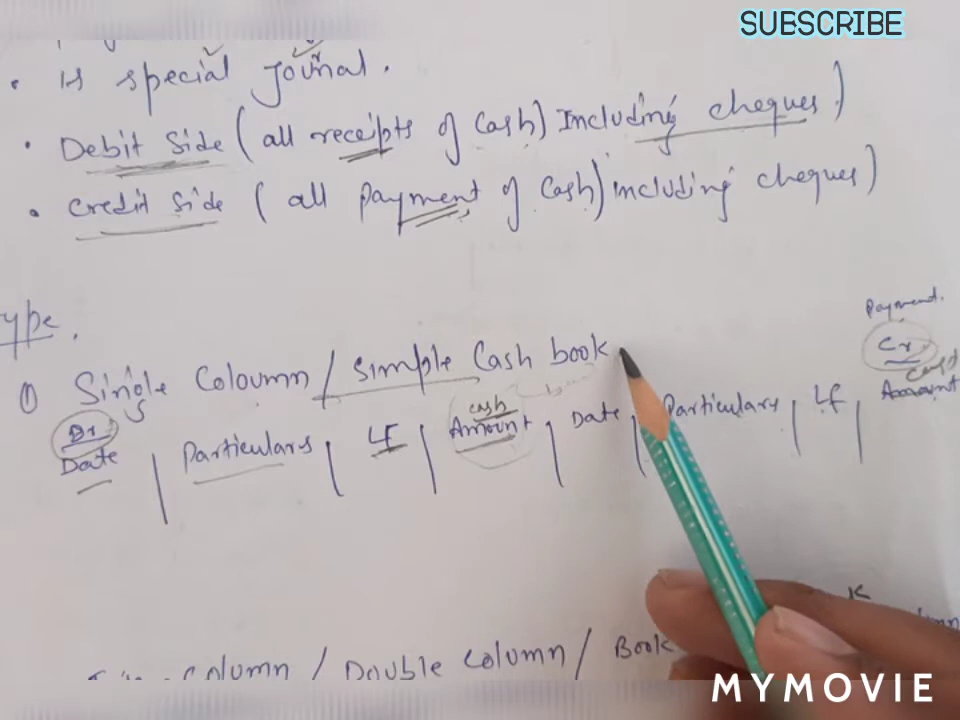 SUBSCRIBE
• is special Journal.
• Debit Side (all receipts of Cash) Including cheques)
• Credit Side ( all payment of Cash) including cheques)
ype.
Payment.
① Single Coloumn / Simple Cash book
Dr. Cr.
cash cash
Date | Particulars | LF | Amount | Date | Particulars | LF | Amount
column / Double column / Book
MYMOVIE